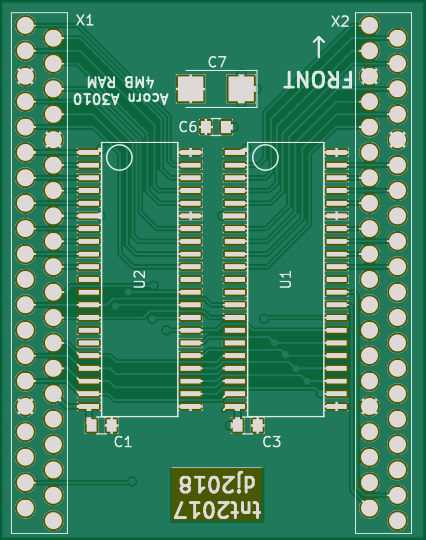 X1
X2
C7
FRONT
Acorn A3010
4MB RAM
C6
U2
U1
C1
C3
tnt2017
dj2018